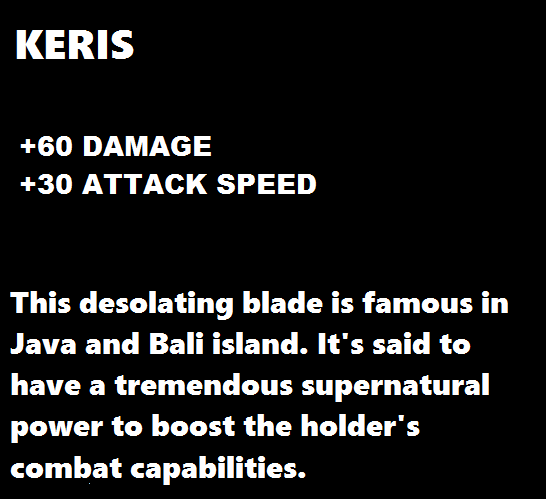 KERIS
+60 DAMAGE
+30 ATTACK SPEED
This desolating blade is famous in
Java and Bali island. It's said to
have a tremendous supernatural
power to boost the holder's
combat capabilities.